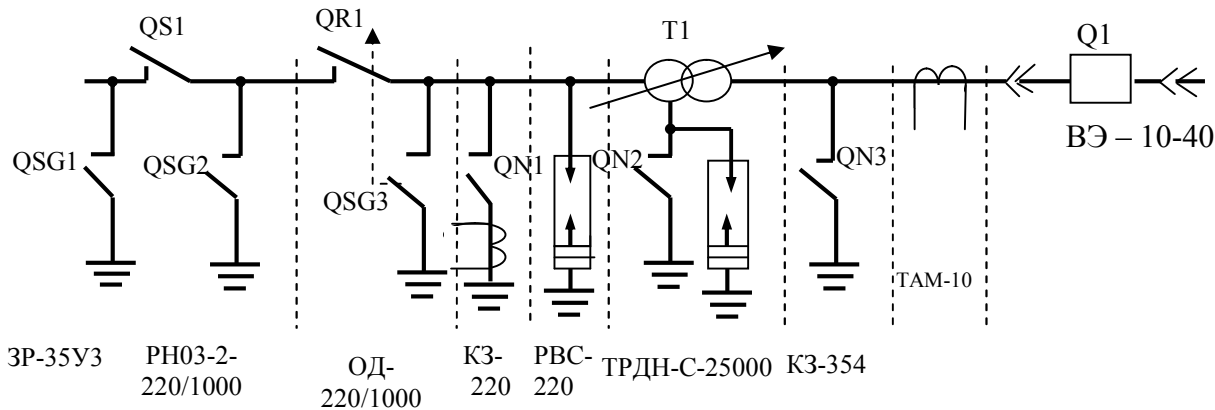 QS1
QR1
T1
Q1
ВЭ – 10-40
QSG1
QSG2
QSG3
QN1
QN2
QN3
ТАМ-10
ЗР-35У3
РН03-2-
220/1000
ОД-
220/1000
КЗ-
220
РВС-
220
ТРДН-С-25000
КЗ-354